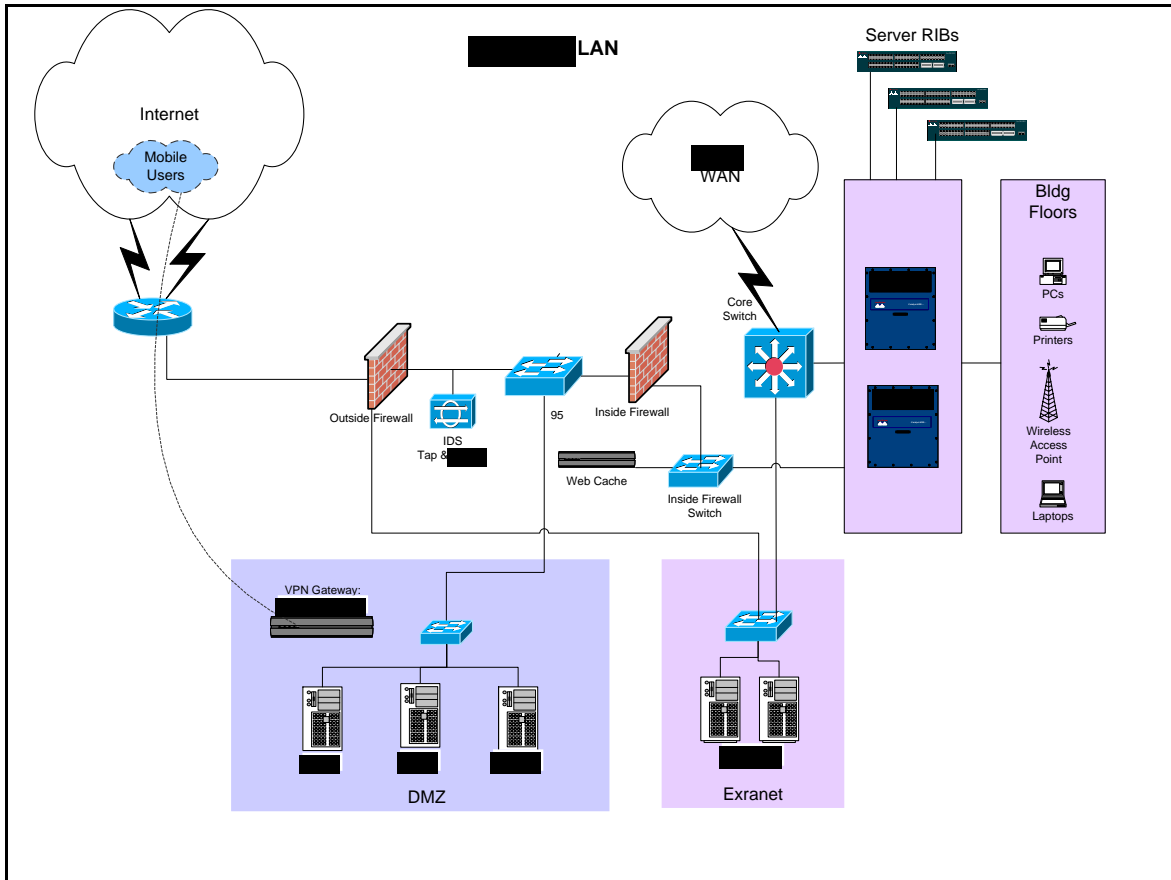 LAN
Server RIBs
Internet
Mobile
Users
WAN
Bldg
Floors
PCs
Printers
Wireless
Access
Point
Laptops
Core
Switch
Outside Firewall
IDS
Tap &
95
Inside Firewall
Web Cache
Inside Firewall
Switch
VPN Gateway:
DMZ
Exranet